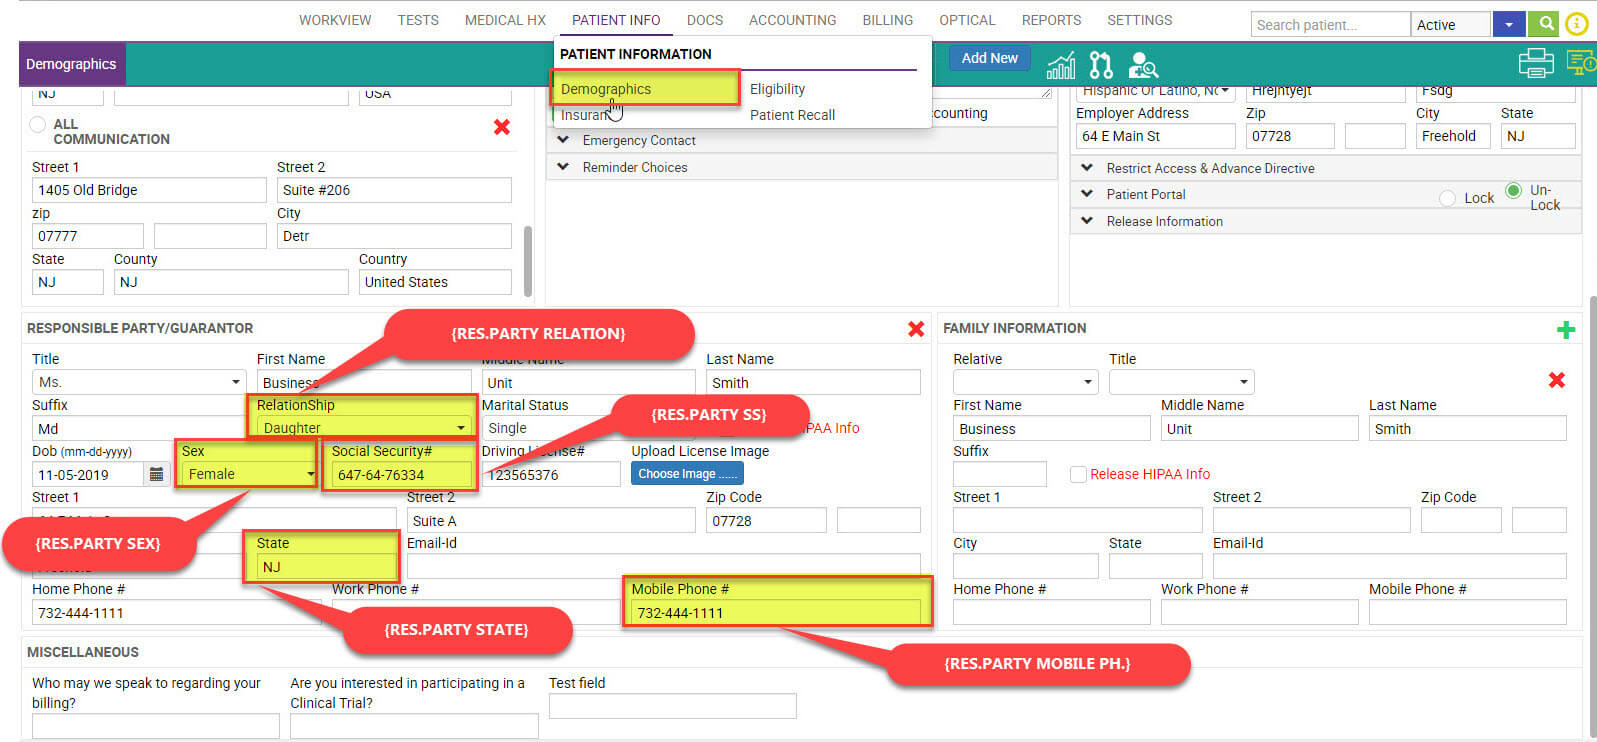 WORKVIEW TESTS MEDICAL HX PATIENT INFO DOCS ACCOUNTING BILLING OPTICAL REPORTS SETTINGS Search patient... Active
Demographics
PATIENT INFORMATION
Demographics Eligibility
Patient Recall
Add New
NJ USA
ALL
COMMUNICATION
Street 1 Street 2
1405 Old Bridge Suite #206
zip City
07777 Detr
State County Country
NJ NJ United States
Emergency Contact
Reminder Choices
Hrejntyejt Fsdg
Employer Address Zip City State
64 E Main St 07728 Freehold NJ
Restrict Access & Advance Directive
Patient Portal Lock Un-
Lock
Release Information
RESPONSIBLE PARTY/GUARANTOR
{RES.PARTY RELATION}
Title First Name Middle Name Last Name
Ms. Business Unit Smith
Suffix RelationShip Marital Status
Md Daughter Single Info
{RES.PARTY SS}
Dob (mm-dd-yyyy) Sex Social Security# Driving License# Upload License Image
11-05-2019 Female 647-64-76334 123565376 Choose Image ......
Street 1 Street 2 Zip Code
Suite A 07728
{RES.PARTY SEX}
State Email-Id
NJ
Home Phone # Work Phone # Mobile Phone #
732-444-1111 732-444-1111
{RES.PARTY STATE}
{RES.PARTY MOBILE PH.}
FAMILY INFORMATION
Relative Title
First Name Middle Name Last Name
Business Unit Smith
Suffix
Release HIPAA Info
Street 1 Street 2 Zip Code
City State Email-Id
Home Phone # Work Phone # Mobile Phone #
MISCELLANEOUS
Who may we speak to regarding your
billing?
Are you interested in participating in a
Clinical Trial?
Test field